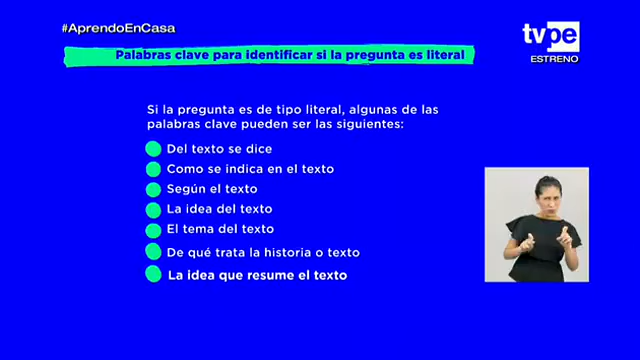 #AprendoEnCasa
tvpe
ESTRENO
Palabras clave para identificar si la pregunta es literal
Si la pregunta es de tipo literal, algunas de las
palabras clave pueden ser las siguientes:
Del texto se dice
Como se indica en el texto
Según el texto
La idea del texto
El tema del texto
De qué trata la historia o texto
La idea que resume el texto